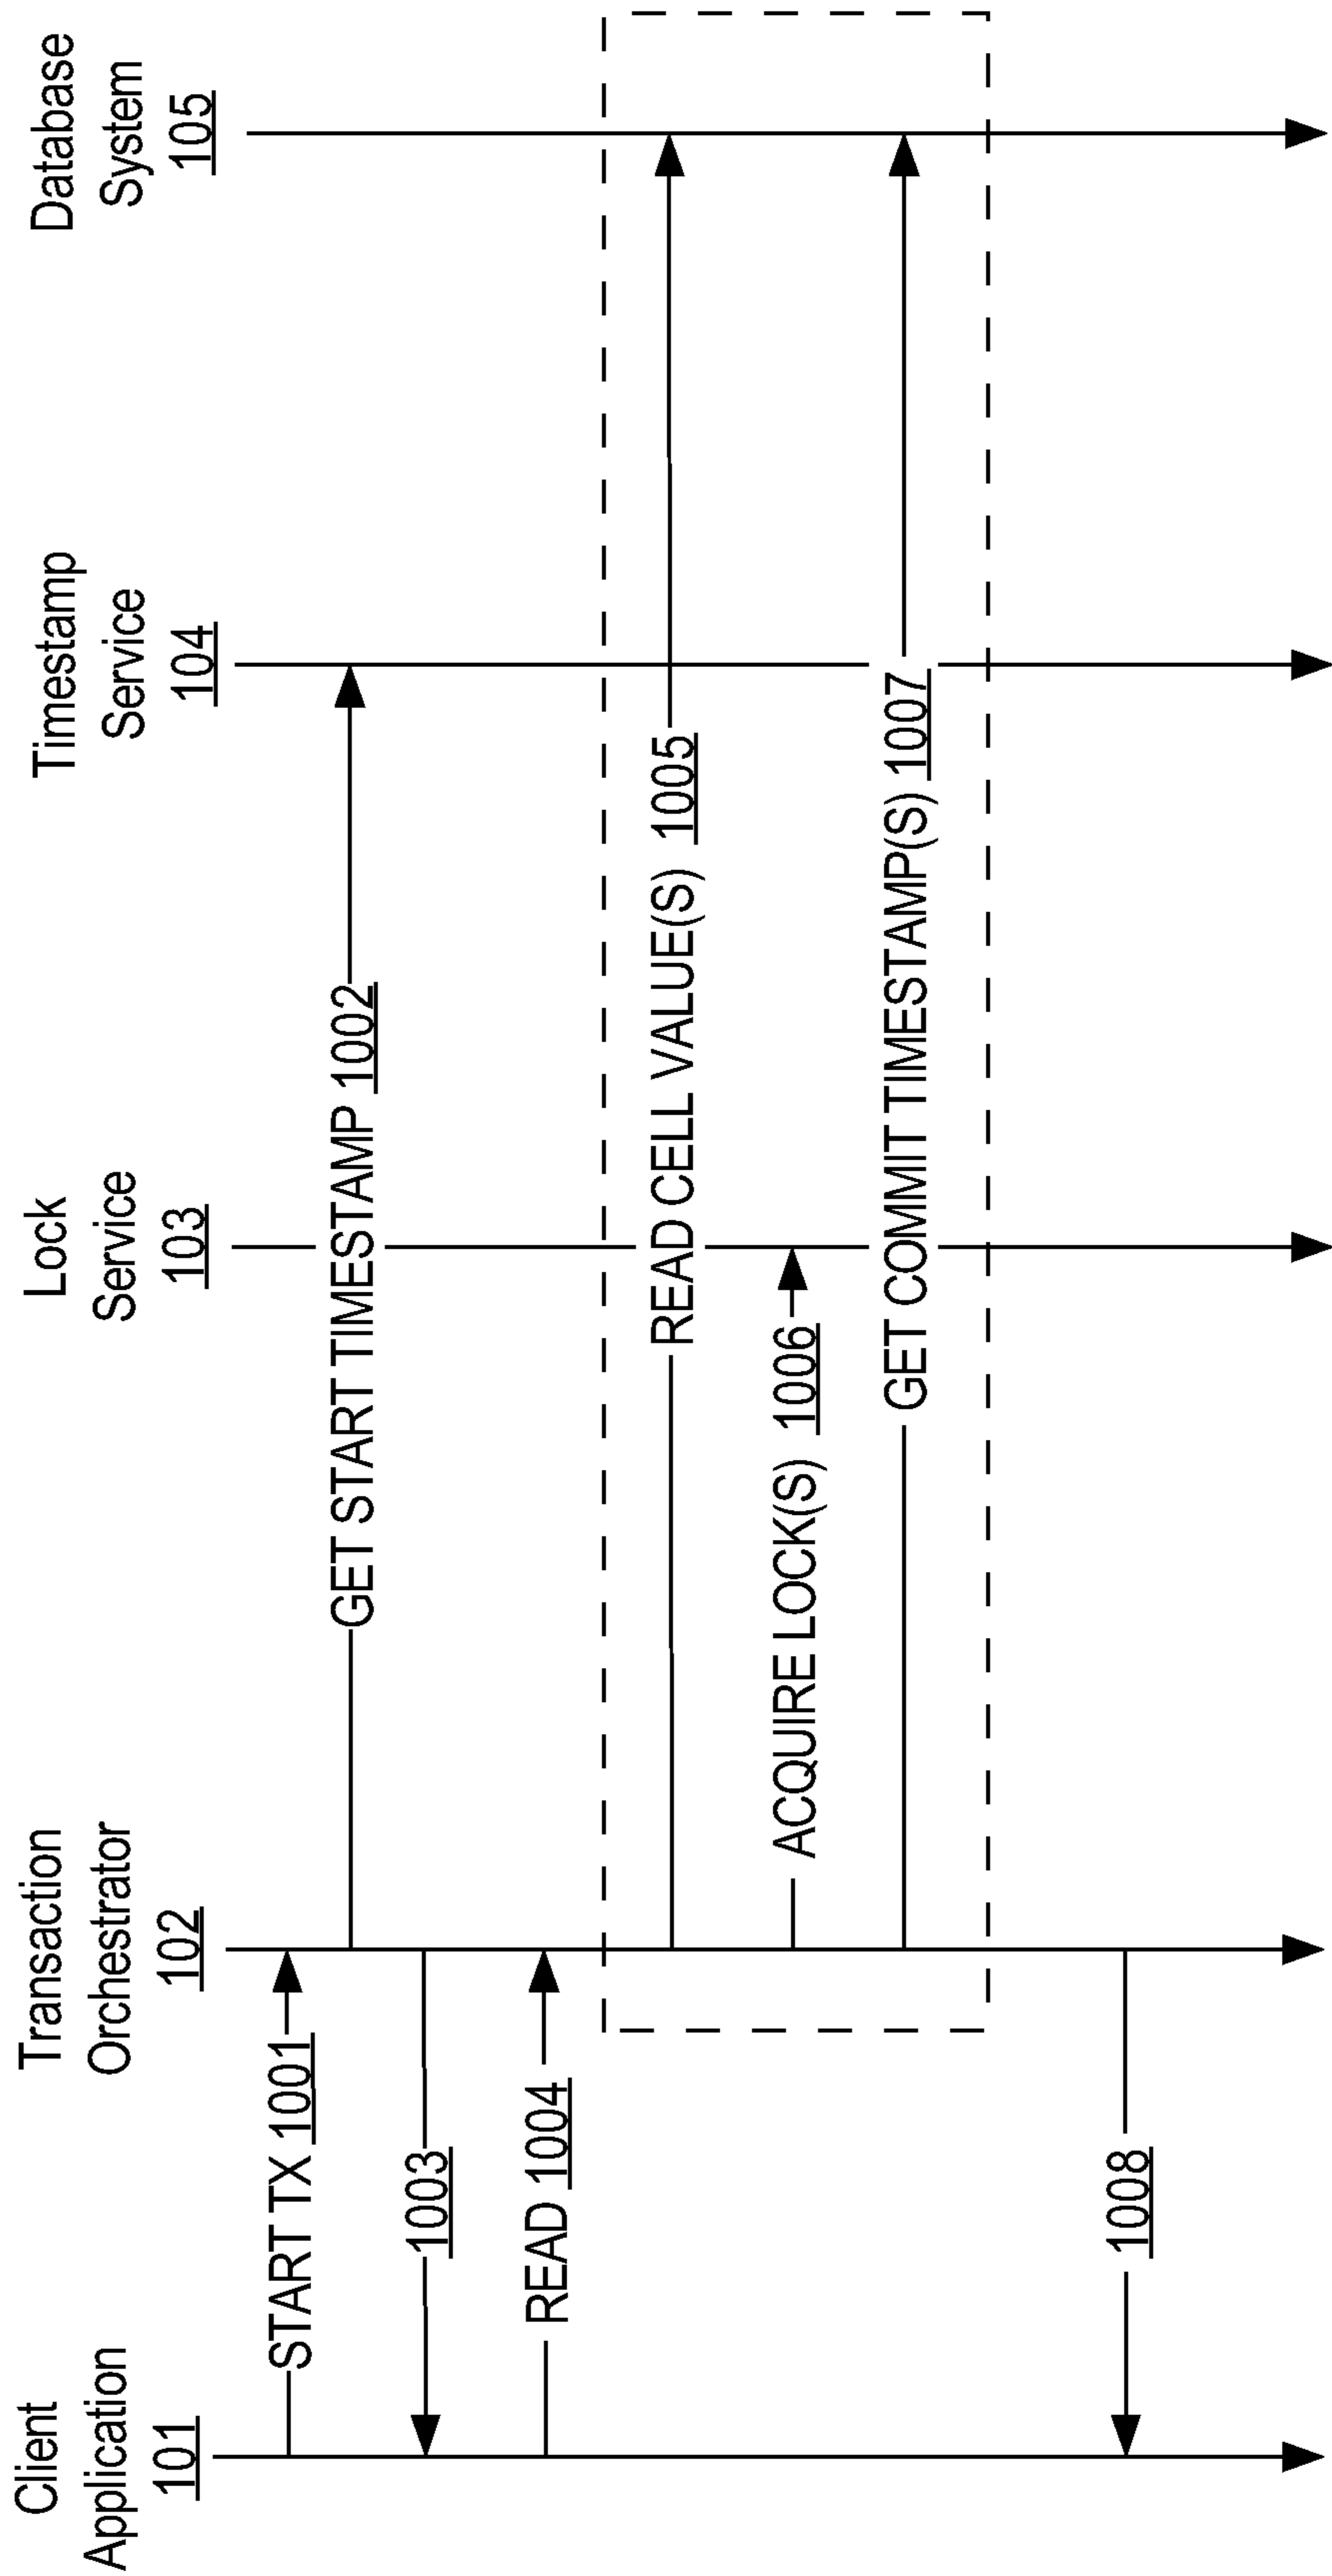 Client
Application
101
Transaction
Orchestrator
102
Lock
Service
103
Timestamp
Service
104
Database
System
105
START TX 1001
GET START TIMESTAMP 1002
1003
READ 1004
READ CELL VALUE(S) 1005
ACQUIRE LOCK(S) 1006
GET COMMIT TIMESTAMP(S) 1007
1008